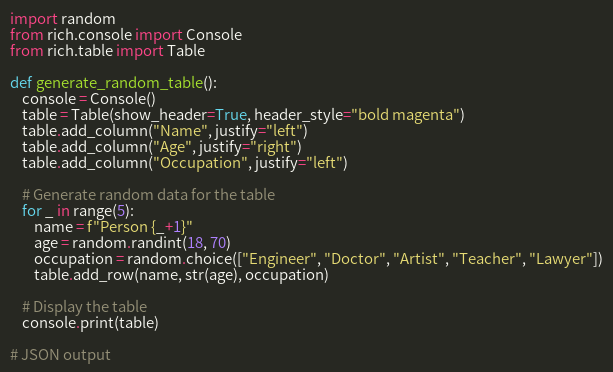 import random
from rich.console import Console
from rich.table import Table

def generate_random_table():
    console = Console()
    table = Table(show_header=True, header_style="bold magenta")
    table.add_column("Name", justify="left")
    table.add_column("Age", justify="right")
    table.add_column("Occupation", justify="left")

    # Generate random data for the table
    for _ in range(5):
        name = f"Person {_+1}"
        age = random.randint(18, 70)
        occupation = random.choice(["Engineer", "Doctor", "Artist", "Teacher", "Lawyer"])
        table.add_row(name, str(age), occupation)

    # Display the table
    console.print(table)

# JSON output